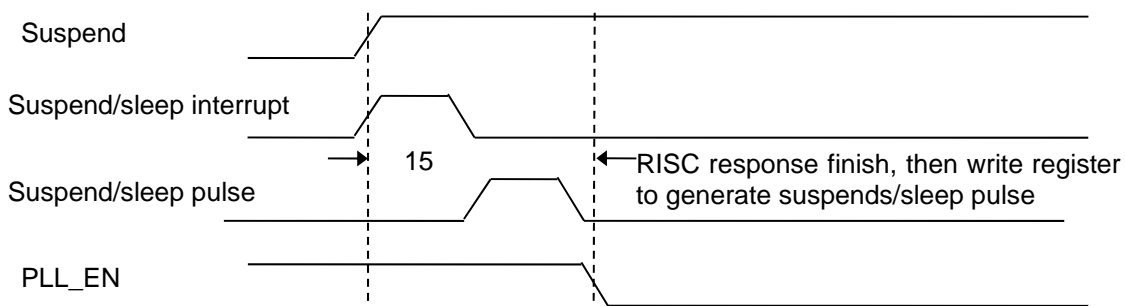 Suspend
Suspend/sleep interrupt
15
RISC response finish, then write register
to generate suspends/sleep pulse
Suspend/sleep pulse
PLL_EN